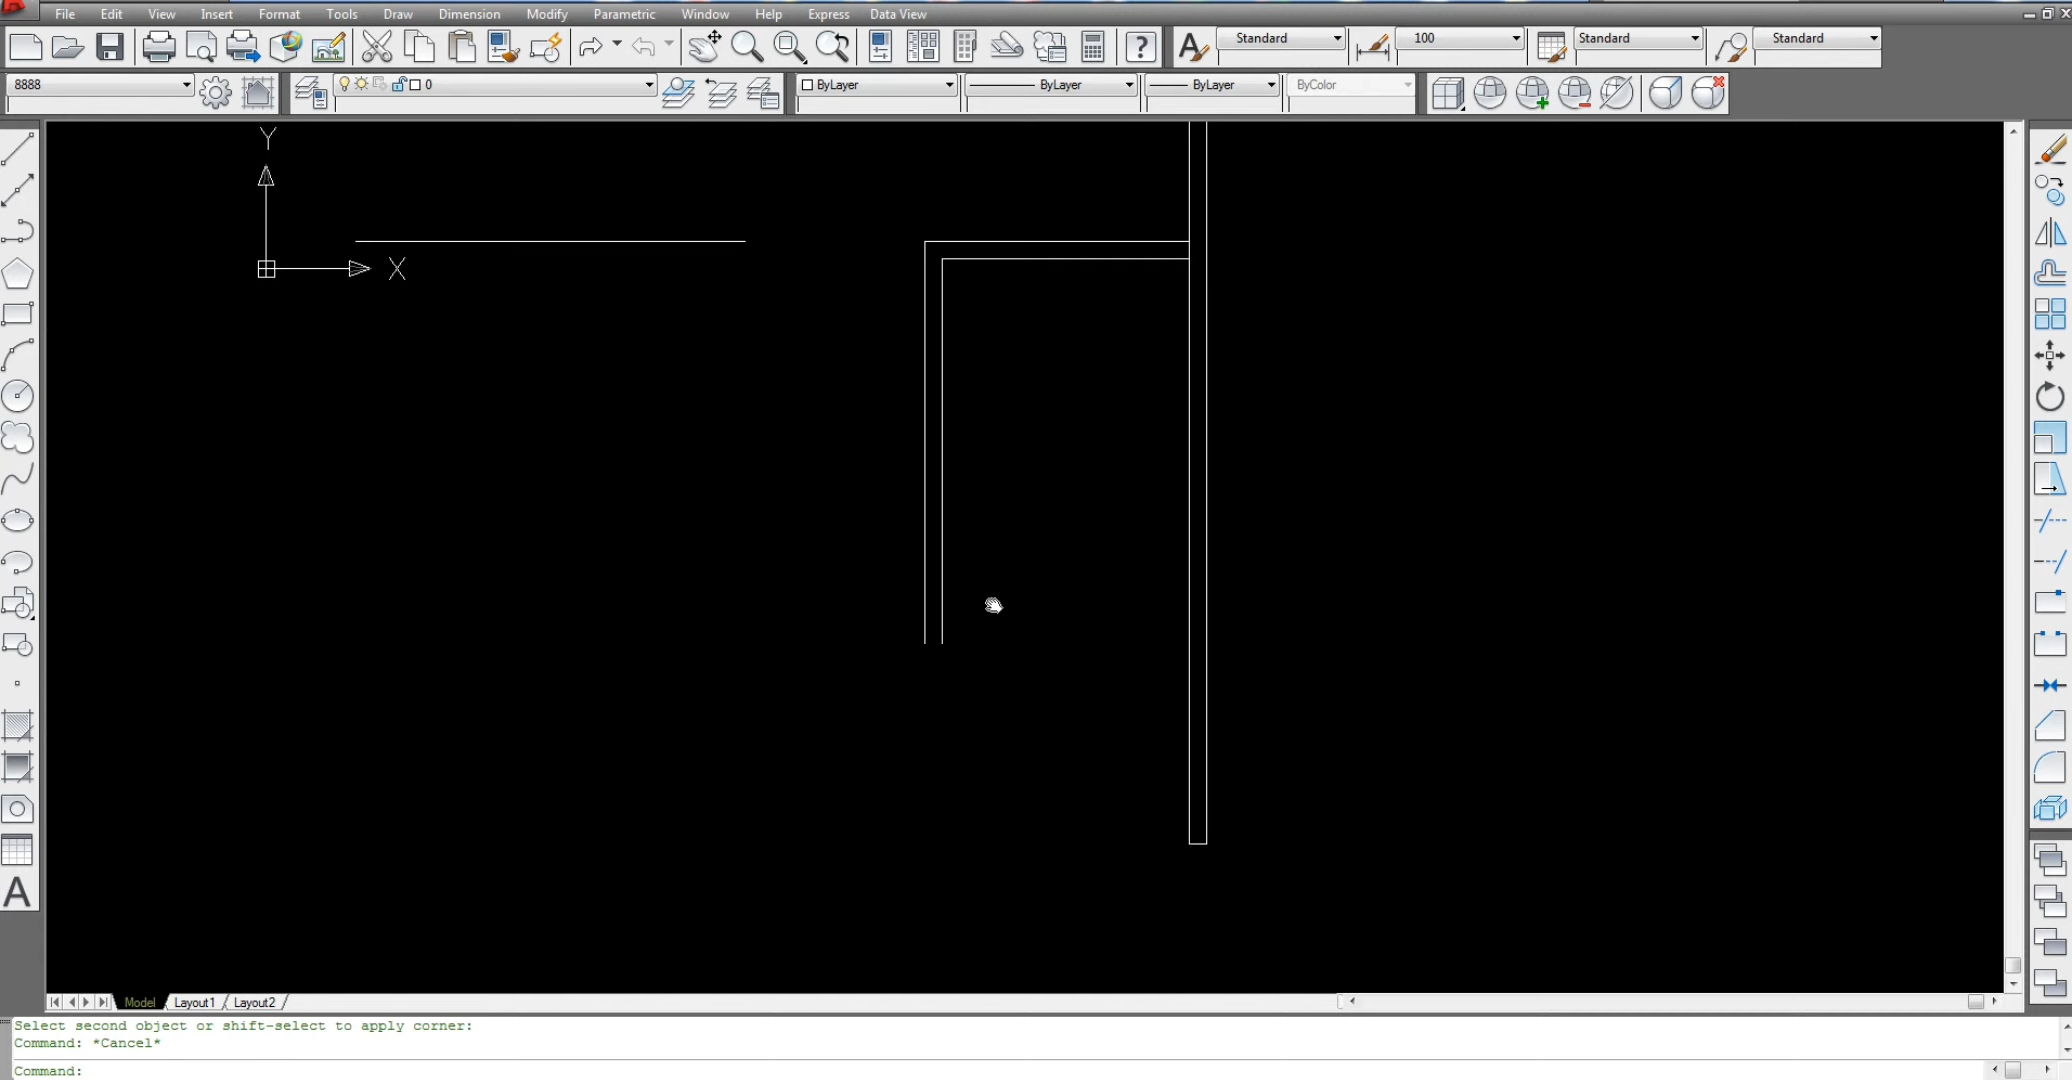 File Edit View Insert Format Tools Draw Dimension Modify Parametric Window Help Express Data View
Standard 100 Standard Standard
8888 0 ByLayer ByLayer ByLayer ByColor
Y
X
Model Layout1 Layout2
A
Select second object or shift-select to apply corner:
Command: *Cancel*
Command: